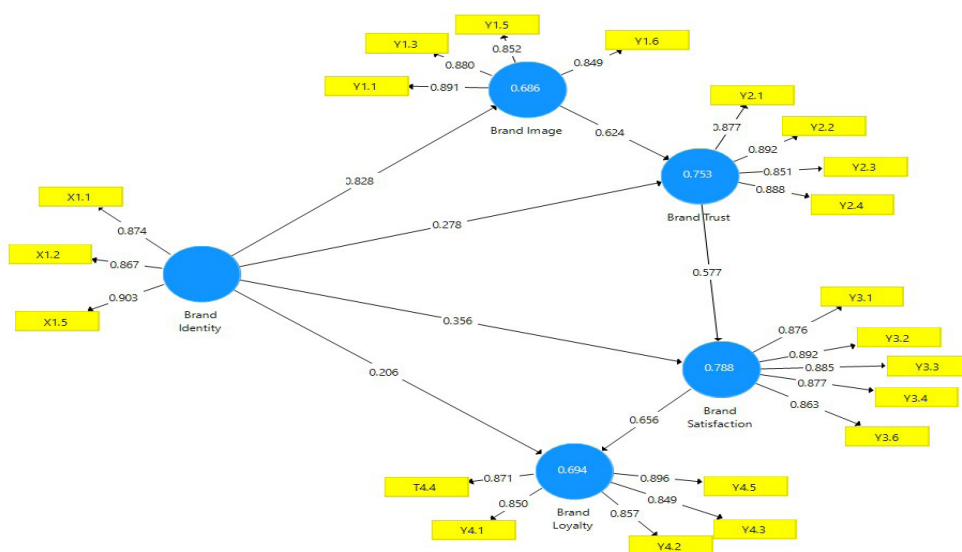 Y1.5
Y1.3
Y1.6
0.852
0.880
0.849
Y1.1
0.891
0.686
Brand Image
Y2.1
0.624
0.877
Y2.2
0.892
0.828
0.753
0.851
Y2.3
0.888
X1.1
Brand Trust
Y2.4
0.874
0.278
X1.2
0.867
0.903
0.577
X1.5
Brand
Identity
0.356
Y3.1
0.876
Y3.2
0.892
0.206
0.788
0.885
Y3.3
0.877
0.863
Y3.4
Brand
Satisfaction
0.656
Y3.6
0.694
0.871
0.896
T4.4
Y4.5
0.850
0.849
Brand
Loyalty
0.857
Y4.1
Y4.3
Y4.2